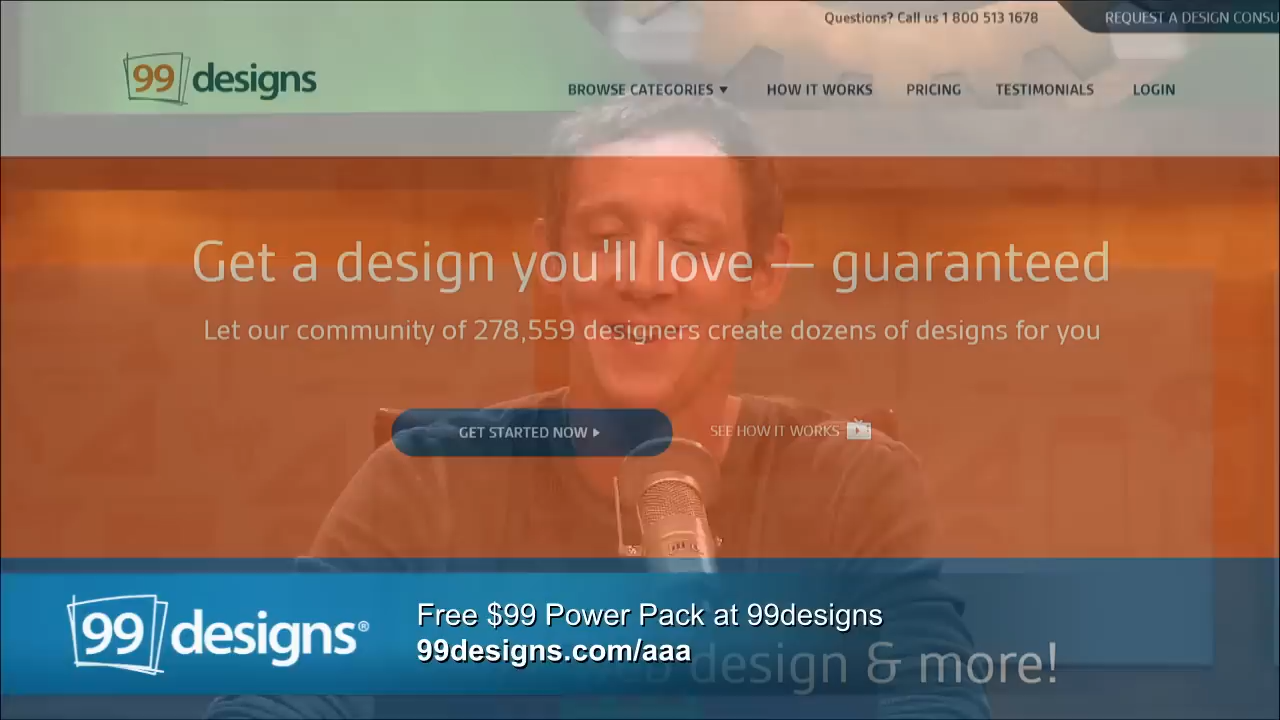 Questions? Call us 1 800 513 1678
REQUEST A DESIGN CONSU
99 designs
BROWSE CATEGORIES
HOW IT WORKS
PRICING
TESTIMONIALS
LOGIN
Get a design you'll love — guaranteed
Let our community of 278,559 designers create dozens of designs for you
GET STARTED NOW
SEE HOW IT WORKS
99 designs®
Free $99 Power Pack at 99designs
99designs.com/aaa
design & more!